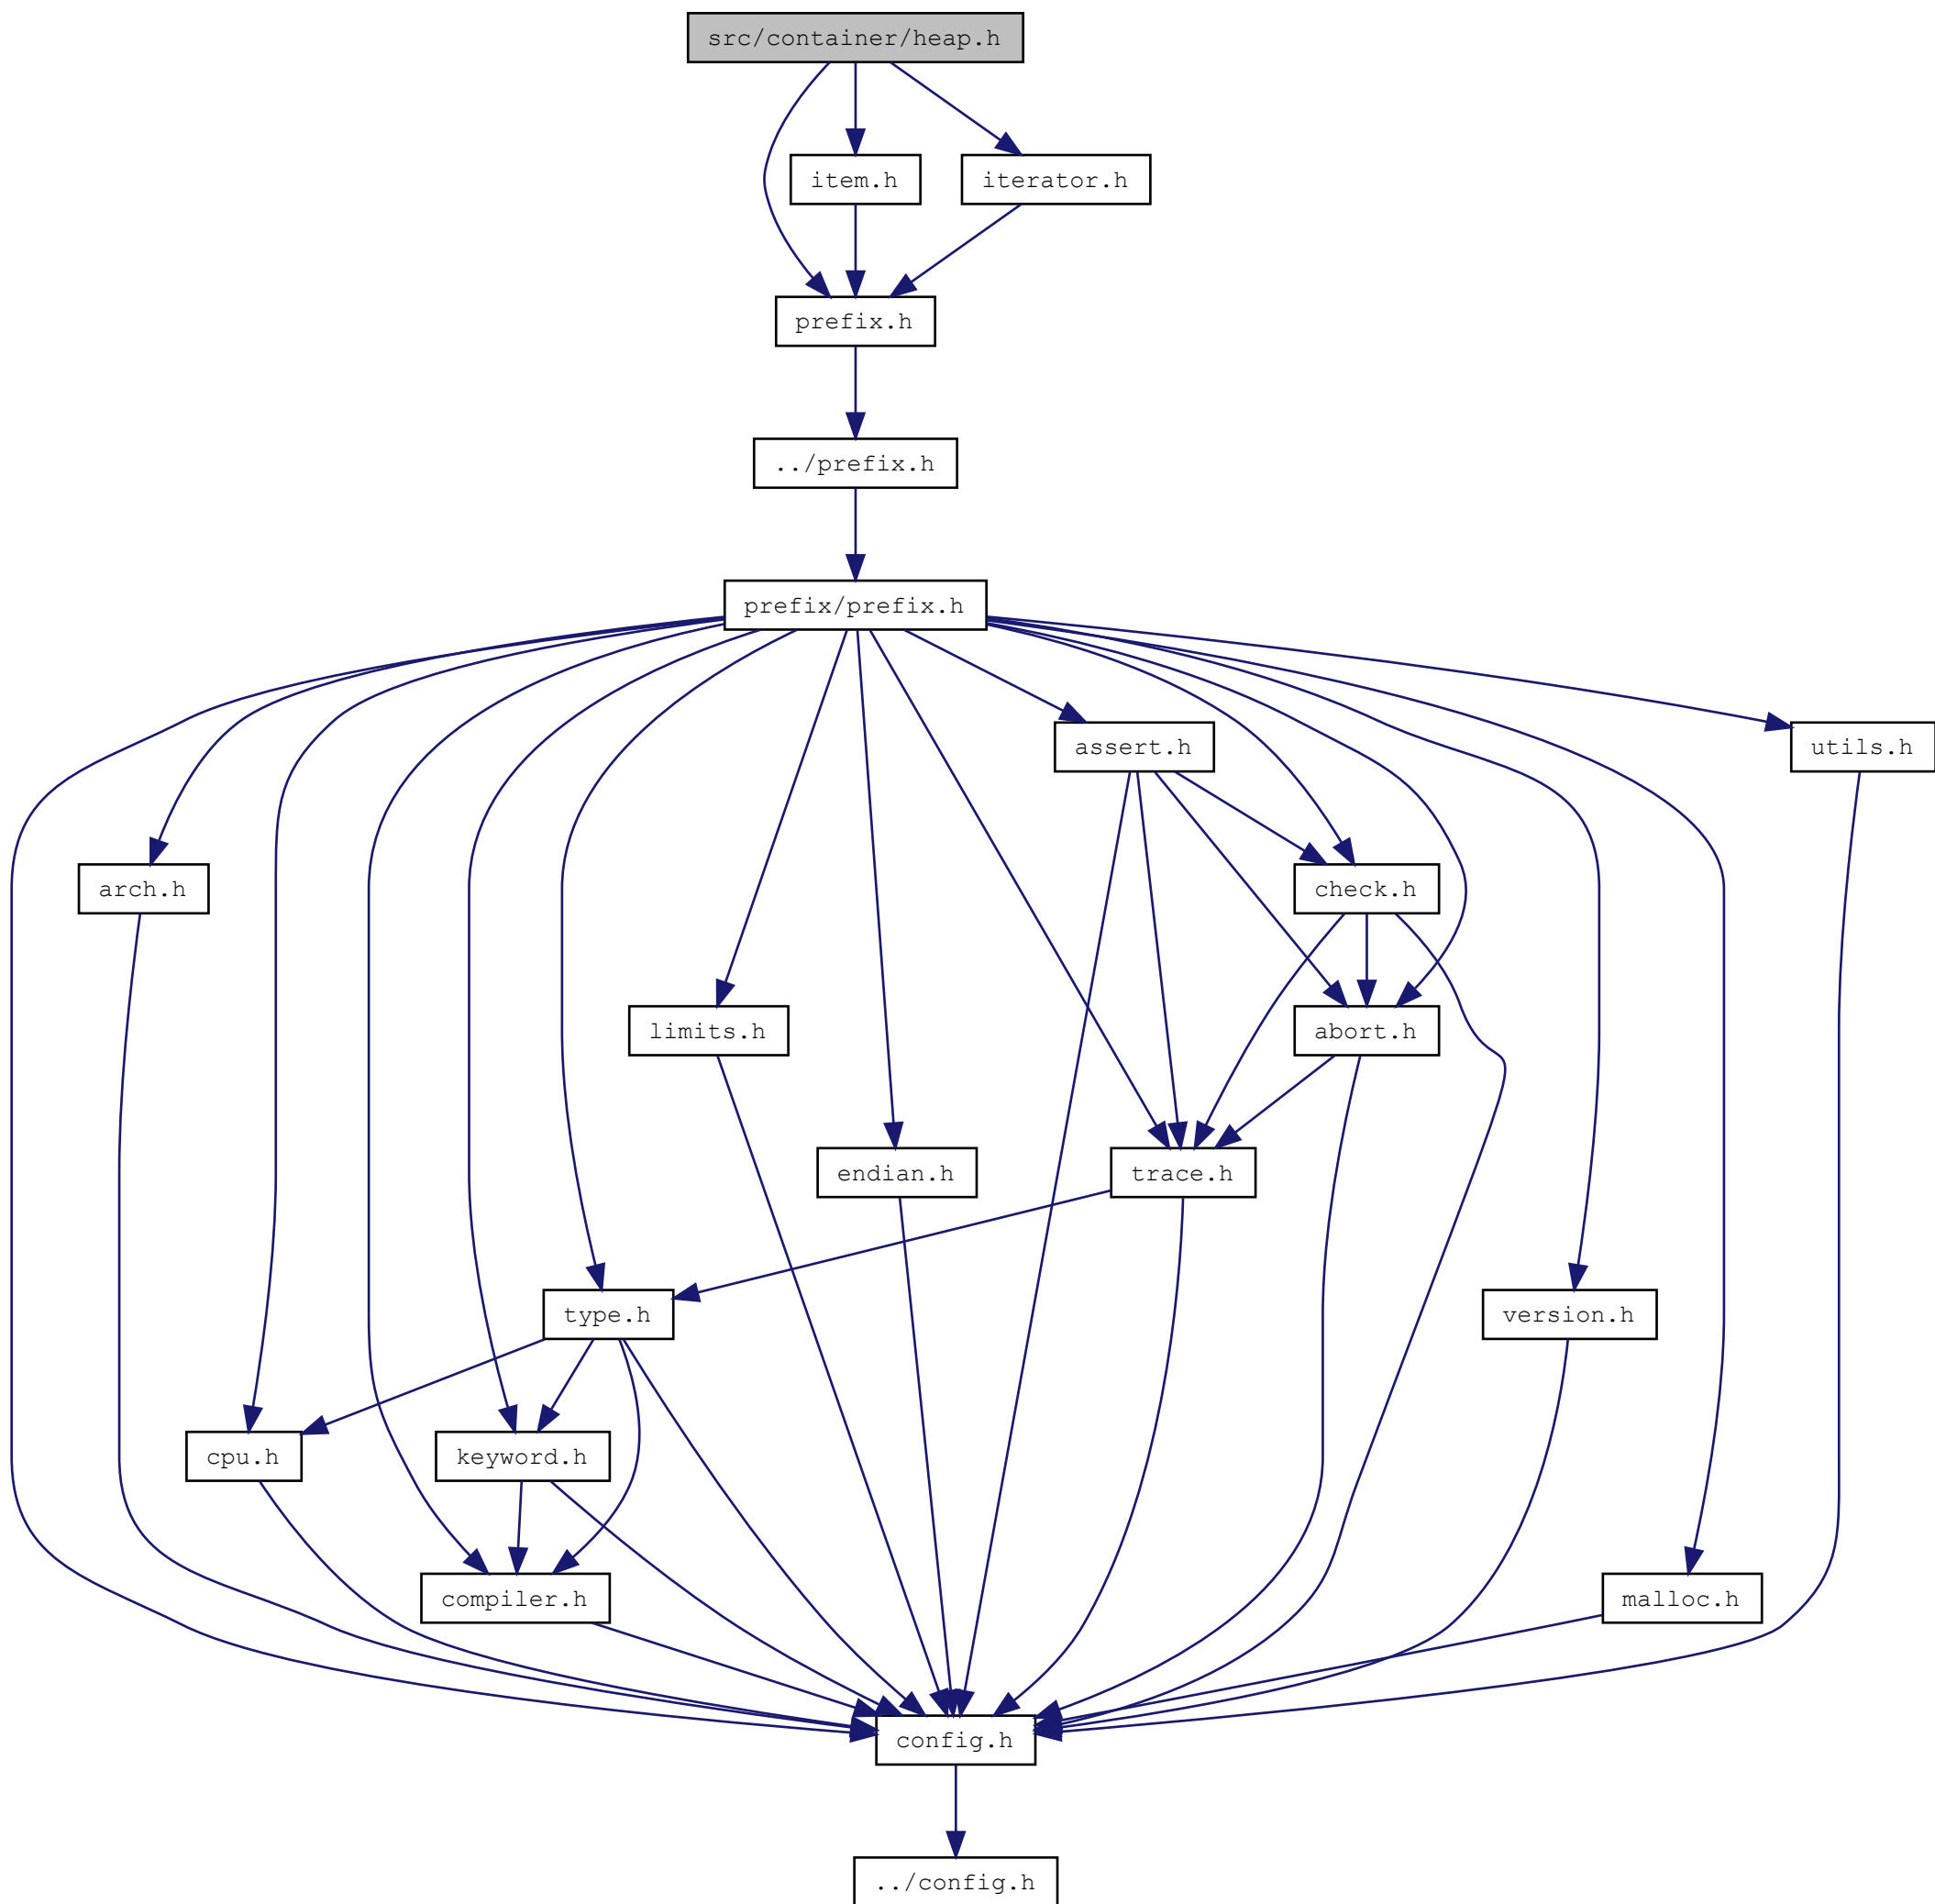 src/container/heap.h
item.h
iterator.h
prefix.h
../prefix.h
prefix/prefix.h
assert.h
utils.h
arch.h
check.h
limits.h
abort.h
endian.h
trace.h
type.h
version.h
cpu.h
keyword.h
compiler.h
malloc.h
config.h
../config.h